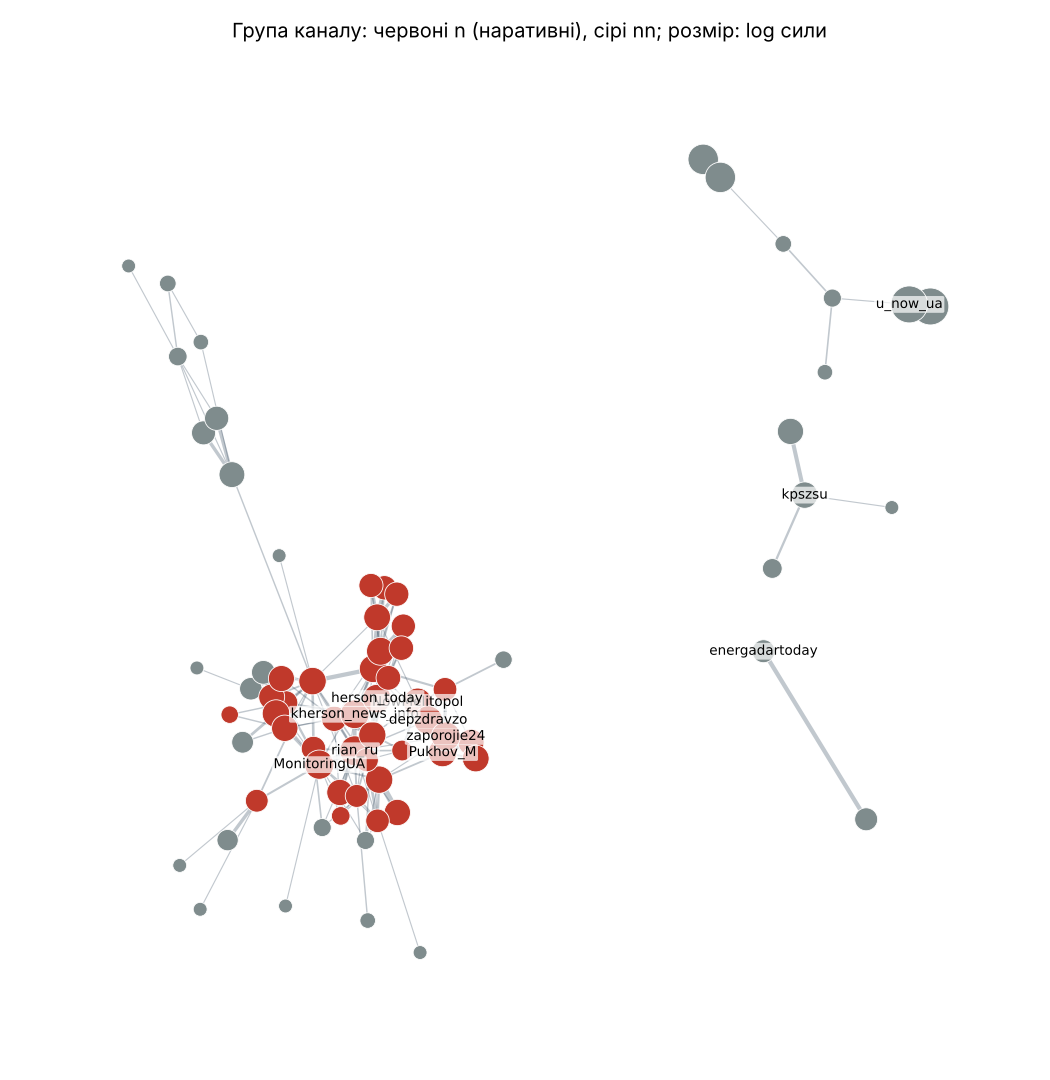 Група каналу: червоні n (наративні), сірі nn; розмір: log сили
u_now_ua
kpszsu
energadartoday
herson_today
kherson_news_info
depzdravzo
zaporojie24
rian_ru
Pukhov_M
MonitoringUA